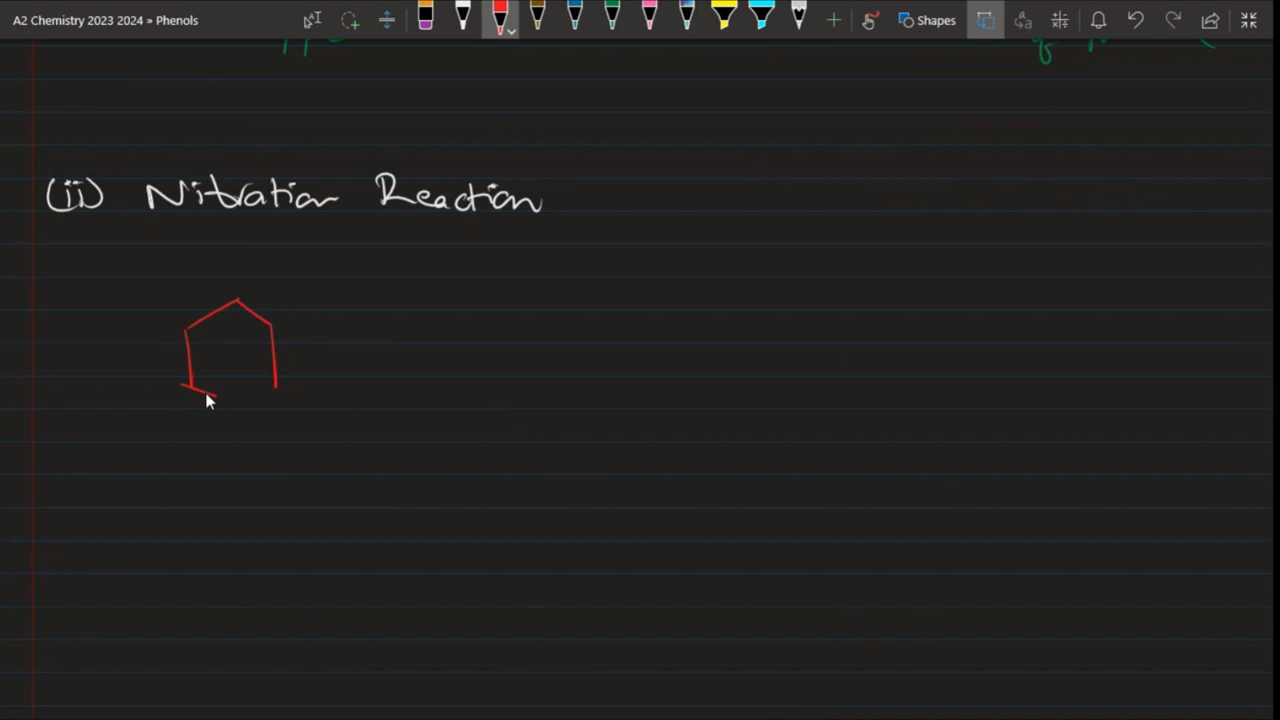 A2 Chemistry 2023 2024 » Phenols
Shapes
(ii) Nitration Reaction